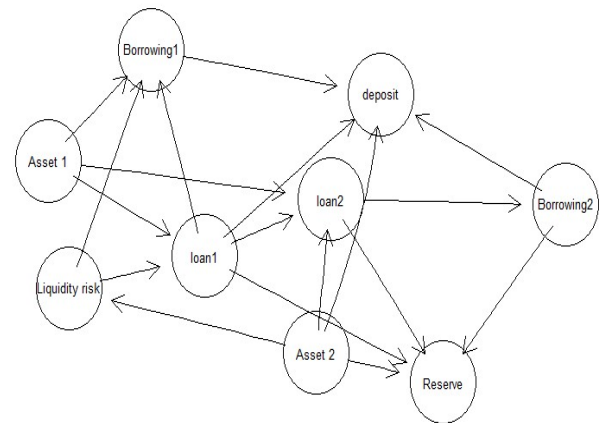 Borrowing1
deposit
Asset 1
loan2
Borrowing2
loan1
Liquidity risk
Asset 2
Reserve